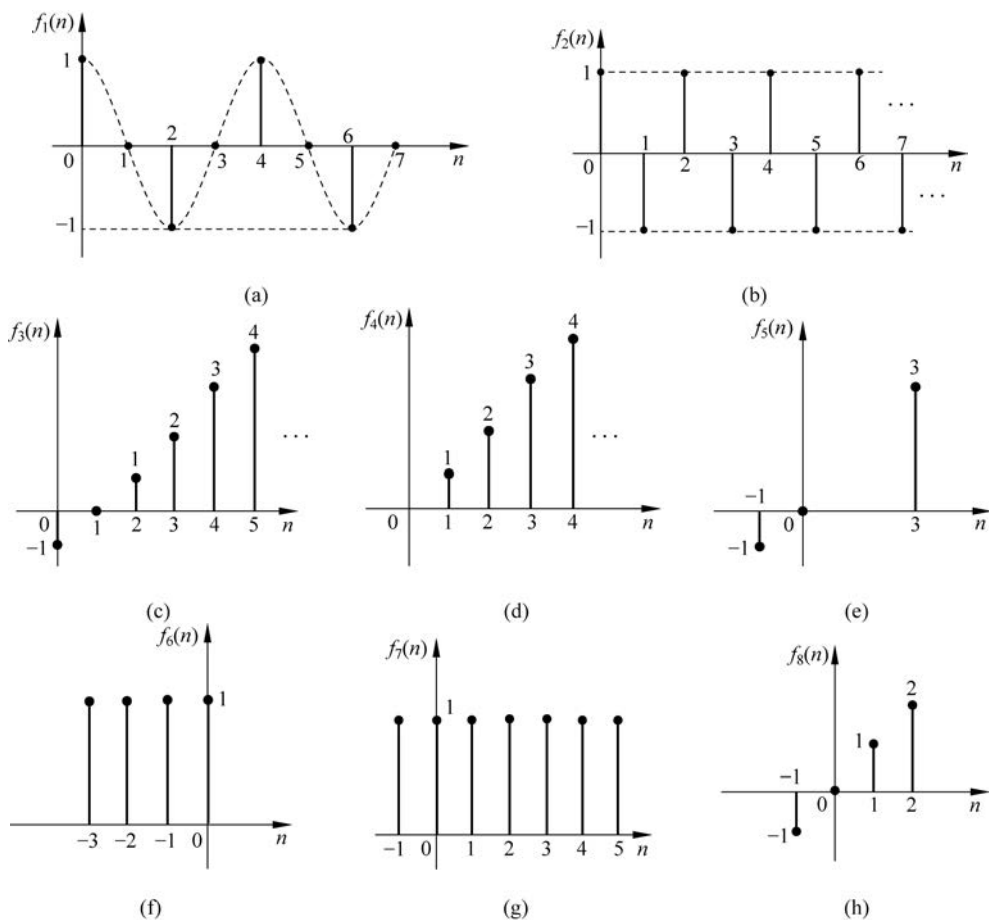 f₁(n)
1
2
6
0
1
3
4
5
7
n
−1
(a)
f₂(n)
1
· · ·
1
3
5
7
0
2
4
6
n
−1
· · ·
(b)
f₃(n)
4
3
2
1
· · ·
0
1
2
3
4
5
n
−1
(c)
f₄(n)
4
3
2
1
· · ·
0
1
2
3
4
n
(d)
f₅(n)
3
−1
0
3
n
−1
(e)
f₆(n)
1
−3
−2
−1
0
n
(f)
f₇(n)
1
−1
0
1
2
3
4
5
n
(g)
f₈(n)
2
1
−1
0
1
2
n
−1
(h)